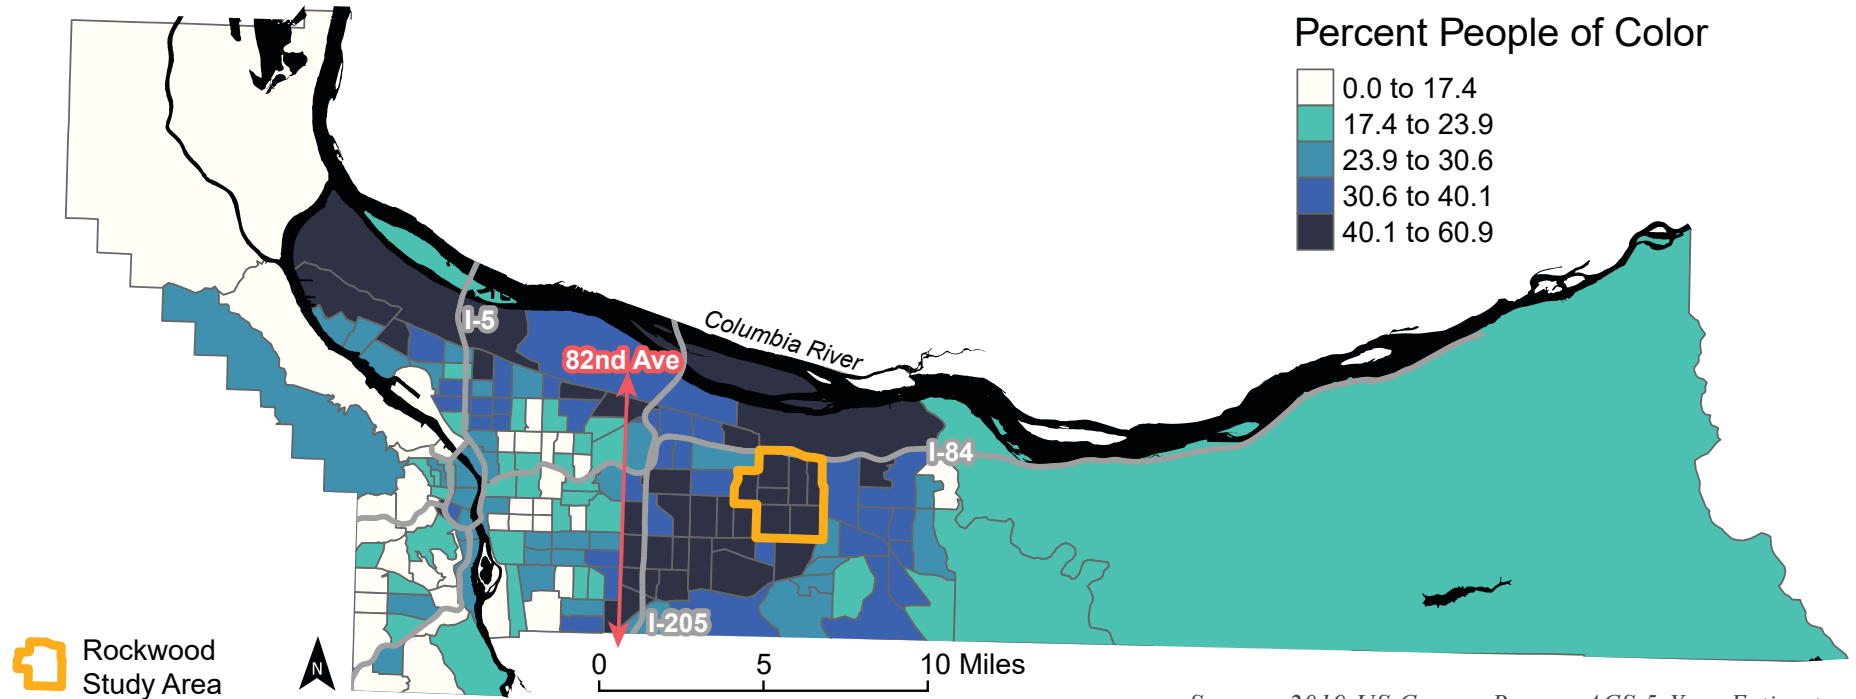 Percent People of Color
0.0 to 17.4
17.4 to 23.9
23.9 to 30.6
30.6 to 40.1
40.1 to 60.9
Columbia River
I-5
82nd Ave
I-84
I-205
Rockwood
Study Area
N
0 5 10 Miles